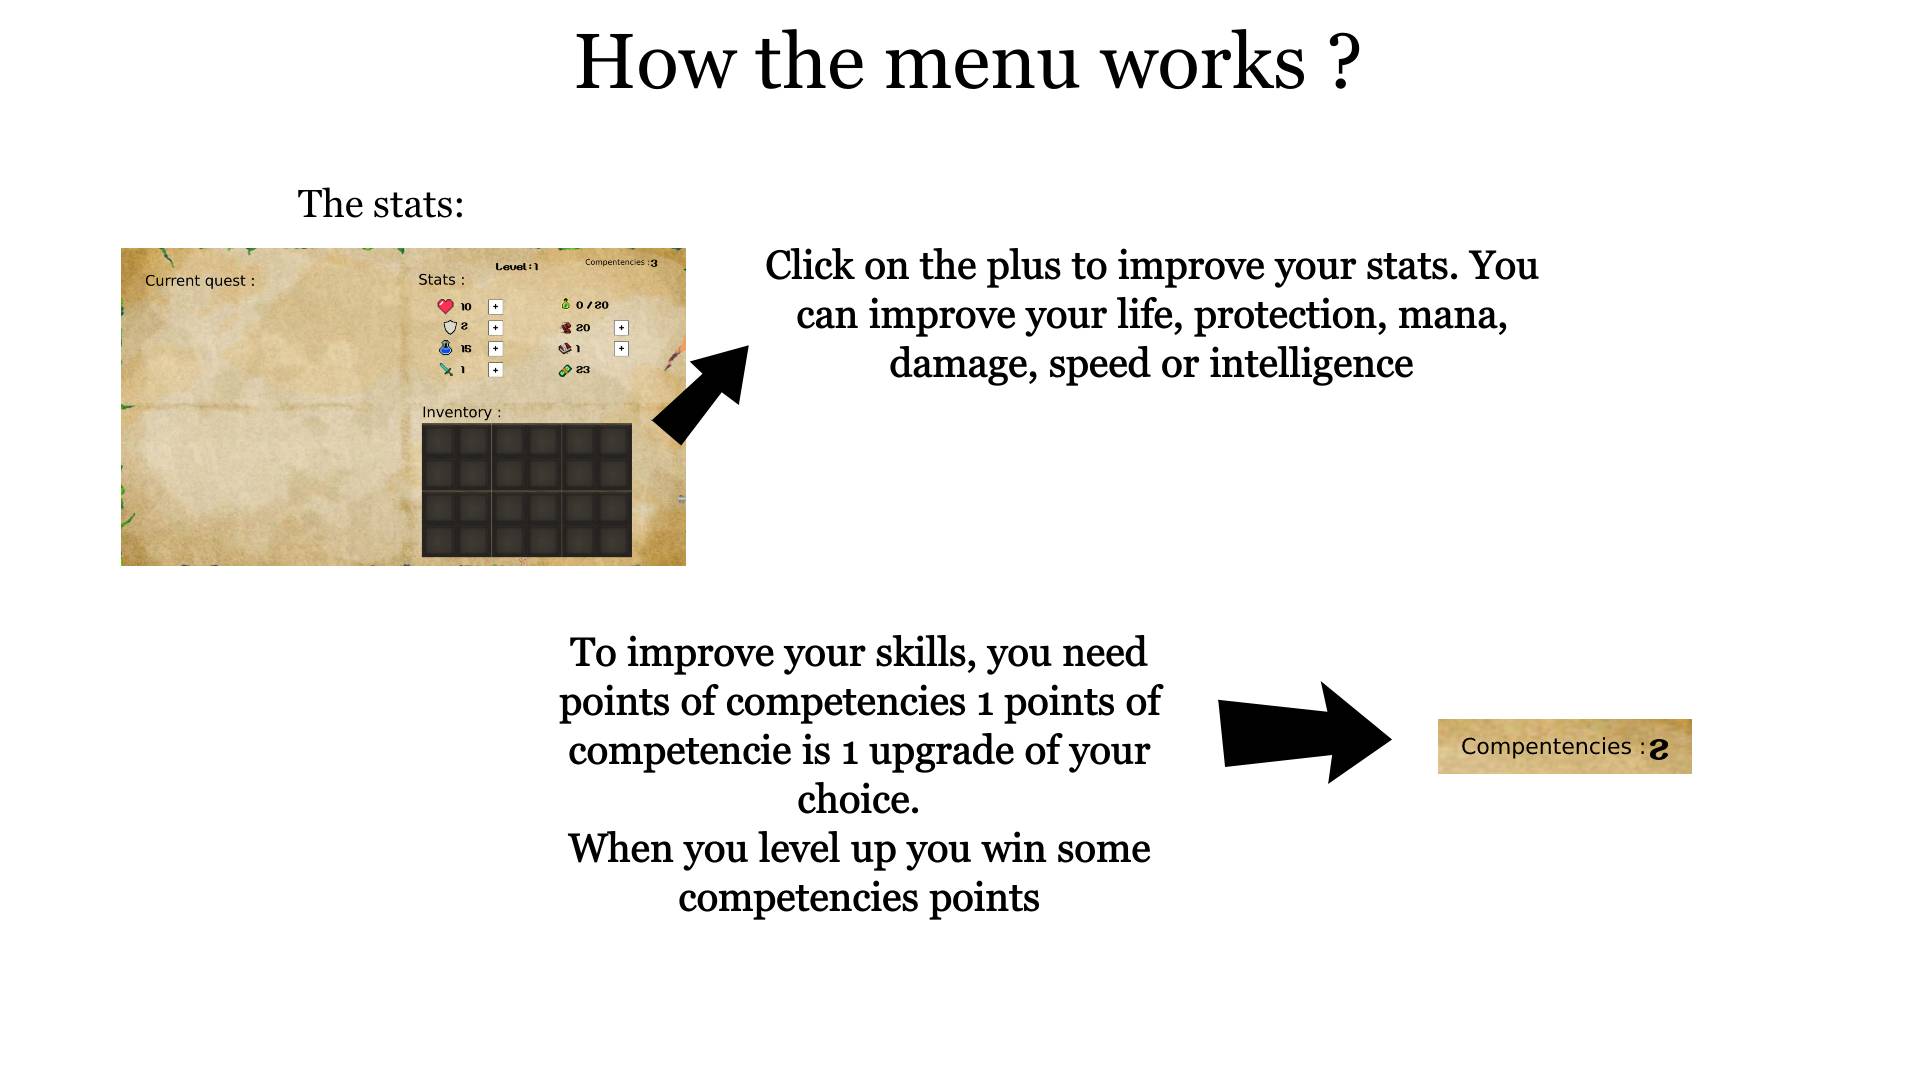 How the menu works ?
The stats:
Current quest :
Level:1
Compentencies :3
Stats :
10 +
2 +
15 +
1 +
0 / 20
20 +
1 +
23
Inventory :
Click on the plus to improve your stats. You
can improve your life, protection, mana,
damage, speed or intelligence
To improve your skills, you need
points of competencies 1 points of
competencie is 1 upgrade of your
choice.
When you level up you win some
competencies points
Compentencies :2